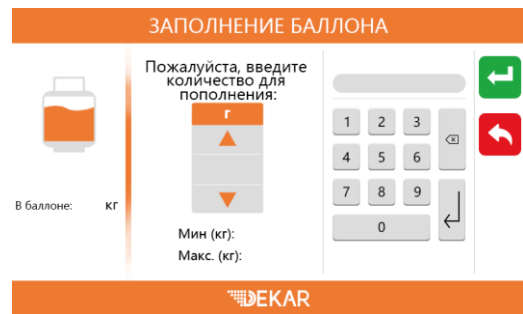 ЗАПОЛНЕНИЕ БАЛЛОНА
Пожалуйста, введите
количество для
пополнения:
г
В баллоне: кг
Мин (кг):
Макс. (кг):
1 2 3
4 5 6
7 8 9
0
DEKAR